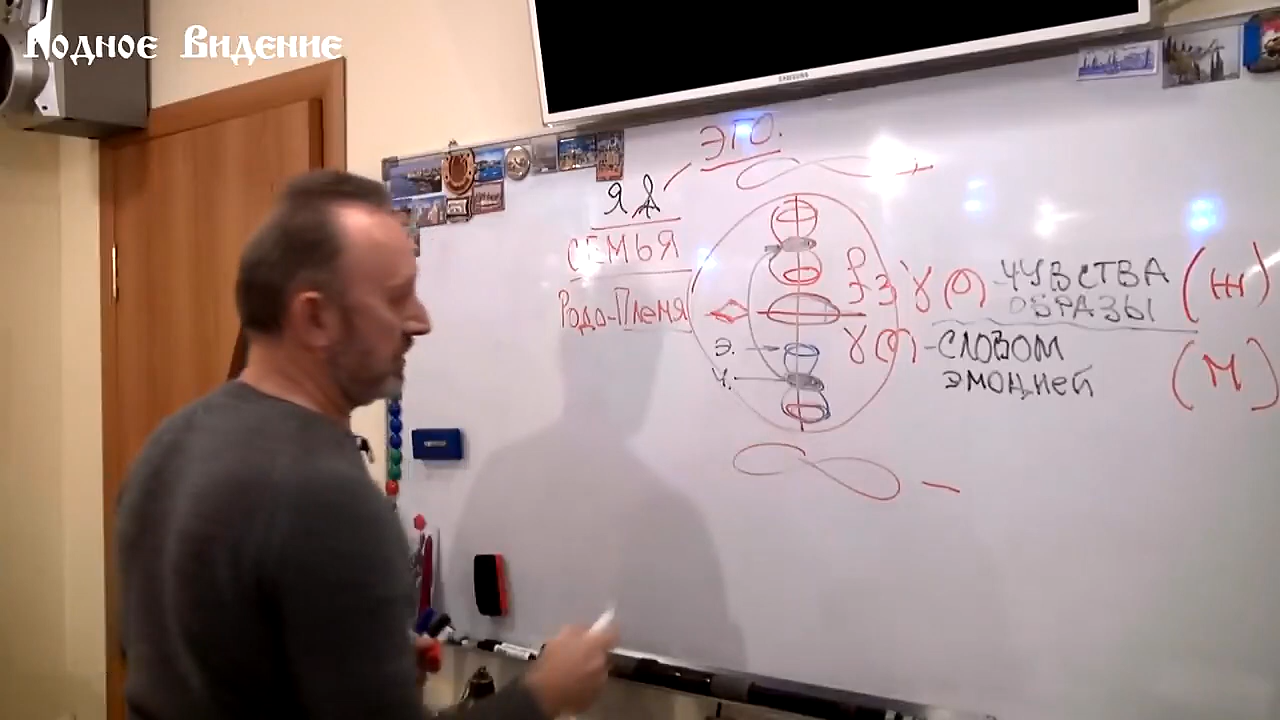 Родное Видение
SAMSUNG
ЭГО.
Я
СЕМЬЯ
Родо-Племя
ЧУВСТВА (Ж)
ОБРАЗЫ
Э.
-СЛОВОМ (М)
Ч.
ЭМОЦИЕЙ